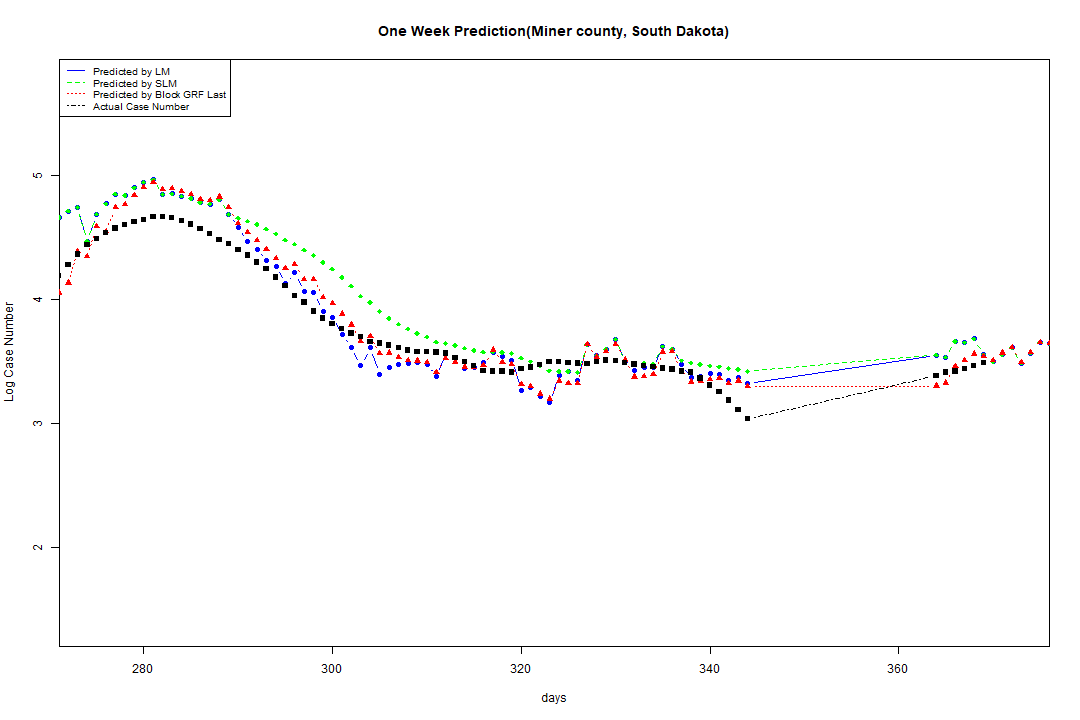 One Week Prediction(Miner county, South Dakota)
Predicted by LM
Predicted by SLM
Predicted by Block GRF Last
Actual Case Number
5
4
3
2
Log Case Number
280 300 320 340 360
days